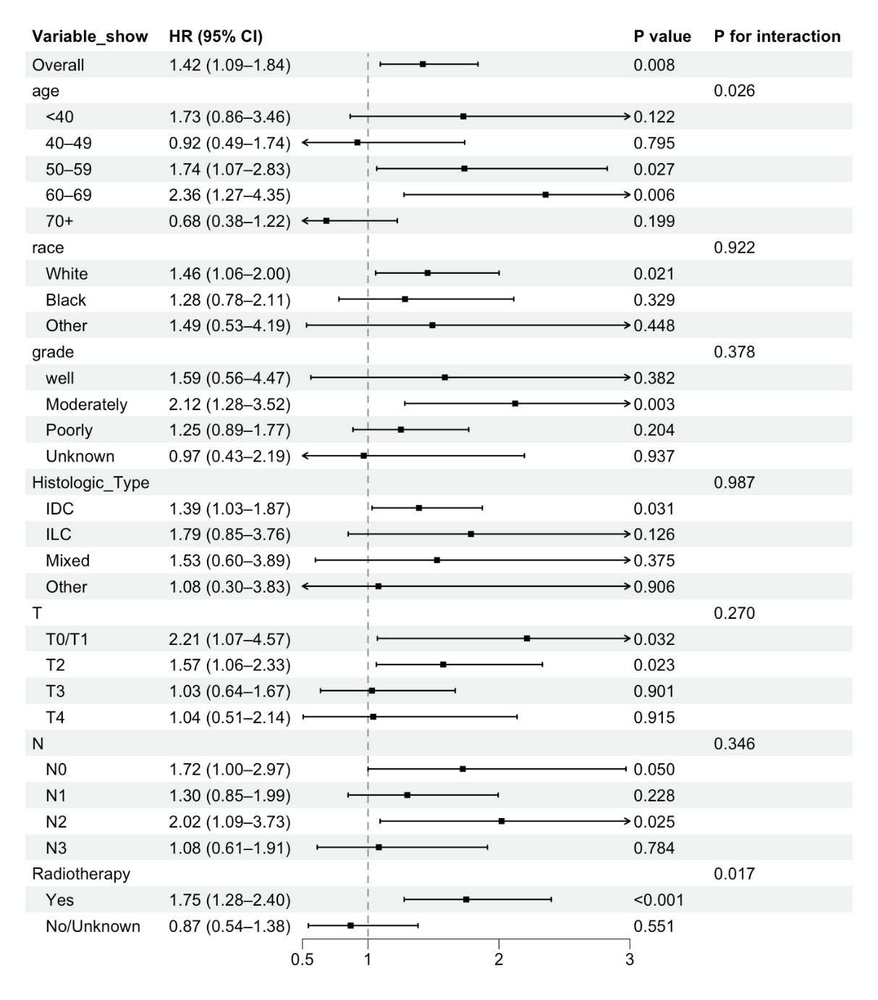 Variable_show HR (95% CI) P value P for interaction
Overall 1.42 (1.09–1.84) 0.008
age 0.026
<40 1.73 (0.86–3.46) 0.122
40–49 0.92 (0.49–1.74) 0.795
50–59 1.74 (1.07–2.83) 0.027
60–69 2.36 (1.27–4.35) 0.006
70+ 0.68 (0.38–1.22) 0.199
race 0.922
White 1.46 (1.06–2.00) 0.021
Black 1.28 (0.78–2.11) 0.329
Other 1.49 (0.53–4.19) 0.448
grade 0.378
well 1.59 (0.56–4.47) 0.382
Moderately 2.12 (1.28–3.52) 0.003
Poorly 1.25 (0.89–1.77) 0.204
Unknown 0.97 (0.43–2.19) 0.937
Histologic_Type 0.987
IDC 1.39 (1.03–1.87) 0.031
ILC 1.79 (0.85–3.76) 0.126
Mixed 1.53 (0.60–3.89) 0.375
Other 1.08 (0.30–3.83) 0.906
T 0.270
T0/T1 2.21 (1.07–4.57) 0.032
T2 1.57 (1.06–2.33) 0.023
T3 1.03 (0.64–1.67) 0.901
T4 1.04 (0.51–2.14) 0.915
N 0.346
N0 1.72 (1.00–2.97) 0.050
N1 1.30 (0.85–1.99) 0.228
N2 2.02 (1.09–3.73) 0.025
N3 1.08 (0.61–1.91) 0.784
Radiotherapy 0.017
Yes 1.75 (1.28–2.40) <0.001
No/Unknown 0.87 (0.54–1.38) 0.551
0.5 1 2 3